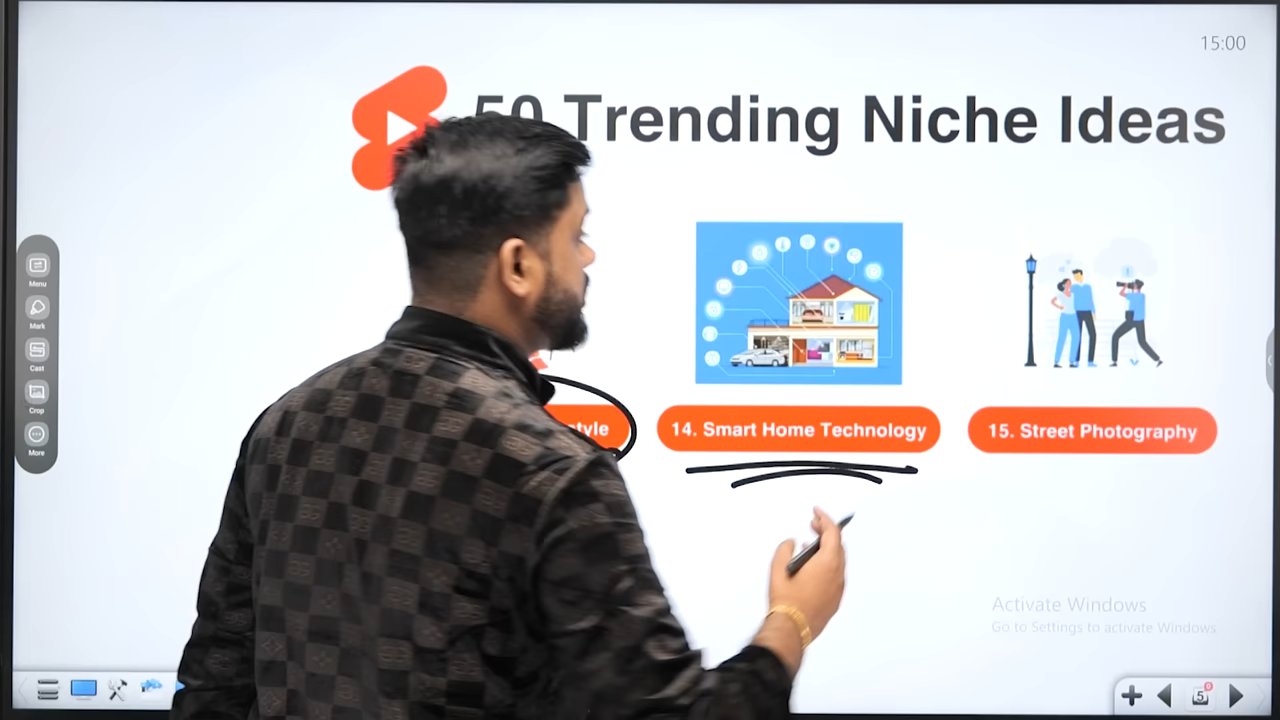 15:00
50 Trending Niche Ideas
style 14. Smart Home Technology 15. Street Photography
Menu
Mark
Cast
Crop
More
Activate Windows
Go to Settings to activate Windows
5